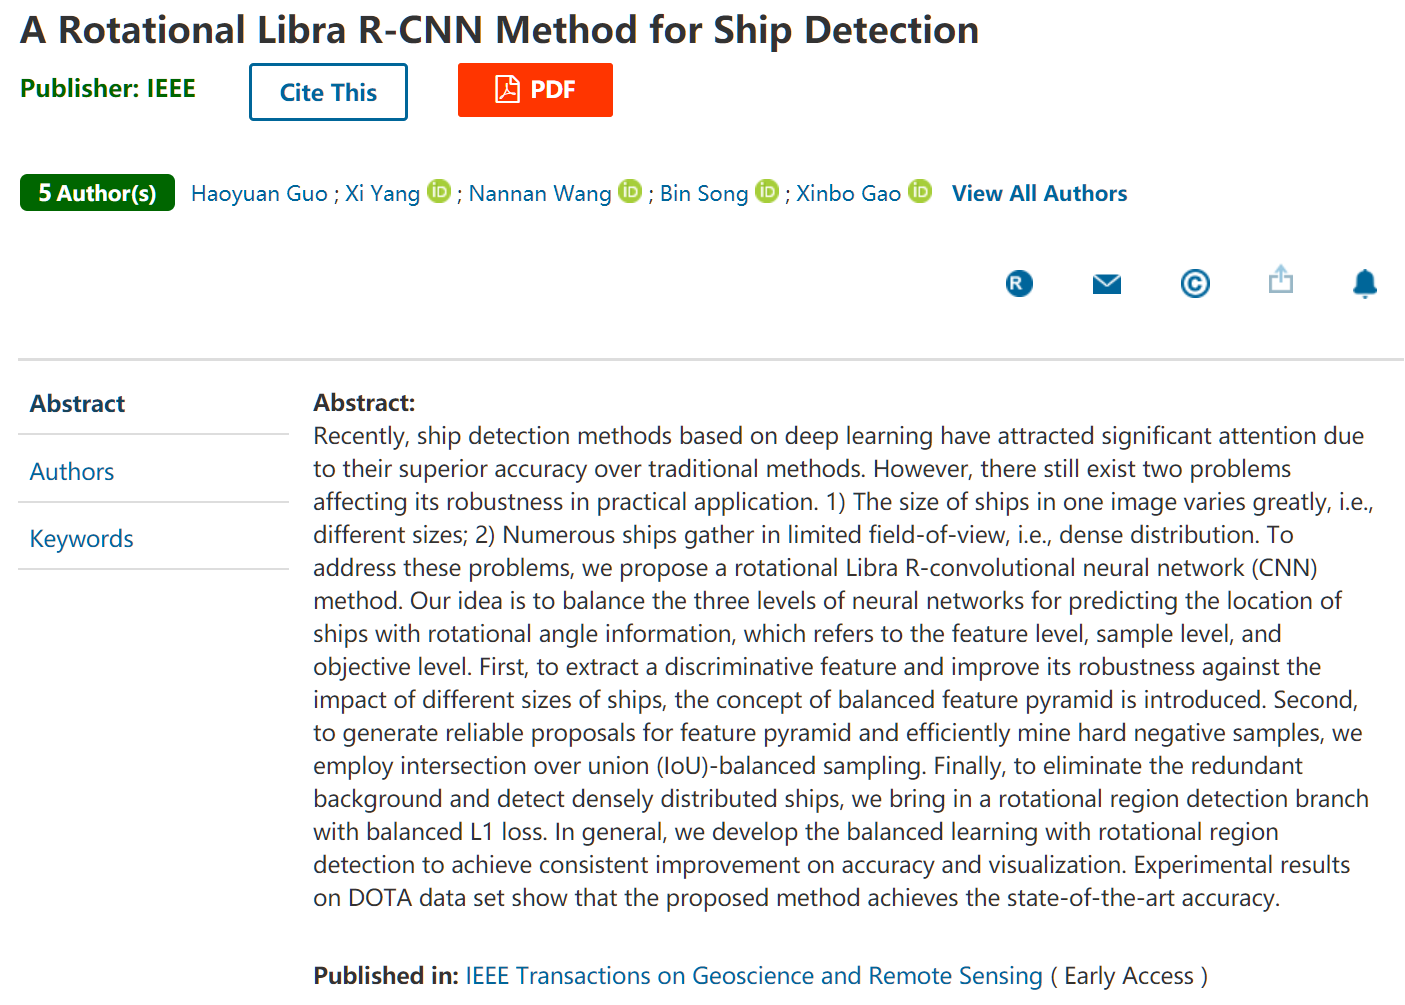 A Rotational Libra R-CNN Method for Ship Detection
Publisher: IEEE
Cite This
PDF
5 Author(s) Haoyuan Guo ; Xi Yang iD ; Nannan Wang iD ; Bin Song iD ; Xinbo Gao iD View All Authors
R
C
Abstract
Authors
Keywords
Abstract:
Recently, ship detection methods based on deep learning have attracted significant attention due
to their superior accuracy over traditional methods. However, there still exist two problems
affecting its robustness in practical application. 1) The size of ships in one image varies greatly, i.e.,
different sizes; 2) Numerous ships gather in limited field-of-view, i.e., dense distribution. To
address these problems, we propose a rotational Libra R-convolutional neural network (CNN)
method. Our idea is to balance the three levels of neural networks for predicting the location of
ships with rotational angle information, which refers to the feature level, sample level, and
objective level. First, to extract a discriminative feature and improve its robustness against the
impact of different sizes of ships, the concept of balanced feature pyramid is introduced. Second,
to generate reliable proposals for feature pyramid and efficiently mine hard negative samples, we
employ intersection over union (IoU)-balanced sampling. Finally, to eliminate the redundant
background and detect densely distributed ships, we bring in a rotational region detection branch
with balanced L1 loss. In general, we develop the balanced learning with rotational region
detection to achieve consistent improvement on accuracy and visualization. Experimental results
on DOTA data set show that the proposed method achieves the state-of-the-art accuracy.
Published in: IEEE Transactions on Geoscience and Remote Sensing ( Early Access )